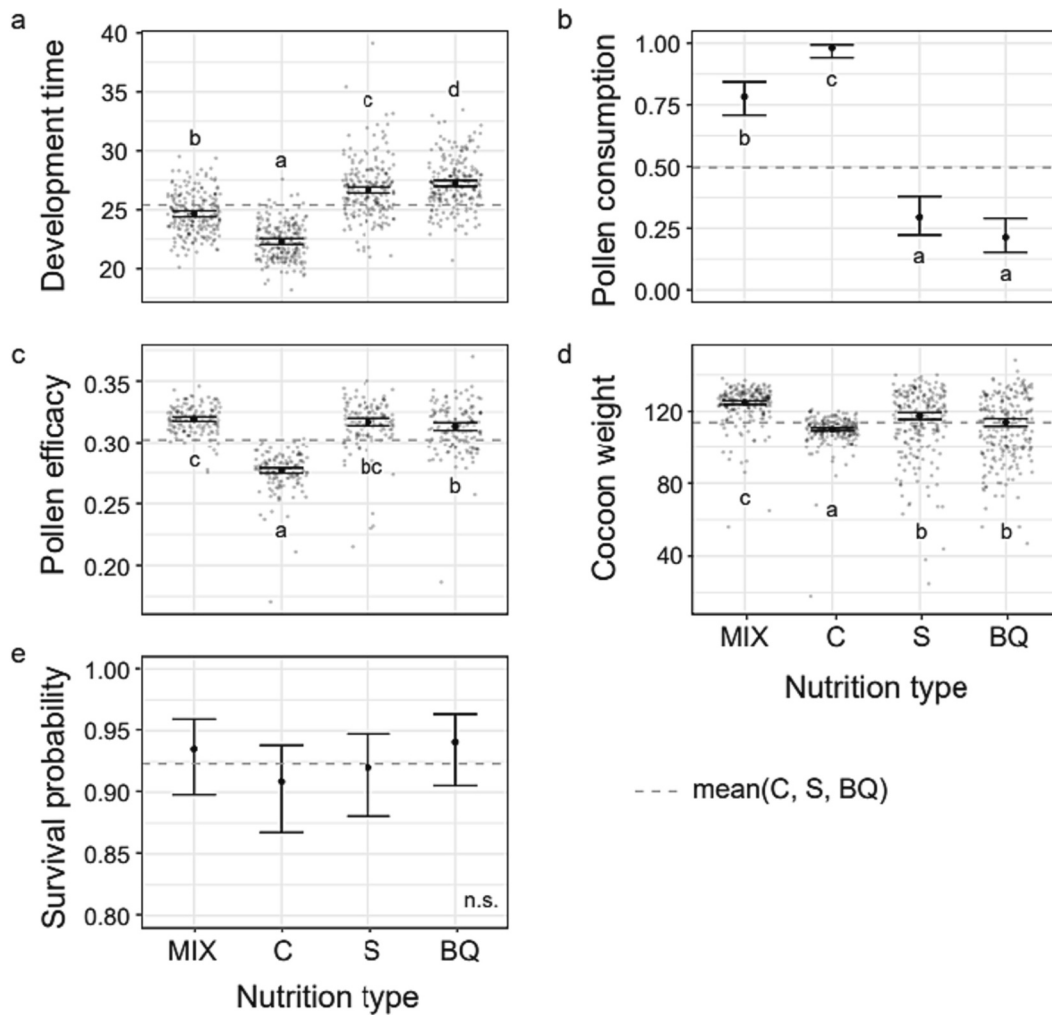 a
Development time
40
35
30
25
20
b
a
c
d
b
Pollen consumption
1.00
0.75
0.50
0.25
0.00
b
c
a
a
c
Pollen efficacy
0.35
0.30
0.25
0.20
c
a
bc
b
d
Cocoon weight
120
80
40
c
a
b
b
MIX C S BQ
Nutrition type
e
Survival probability
1.00
0.95
0.90
0.85
0.80
n.s.
MIX C S BQ
Nutrition type
mean(C, S, BQ)